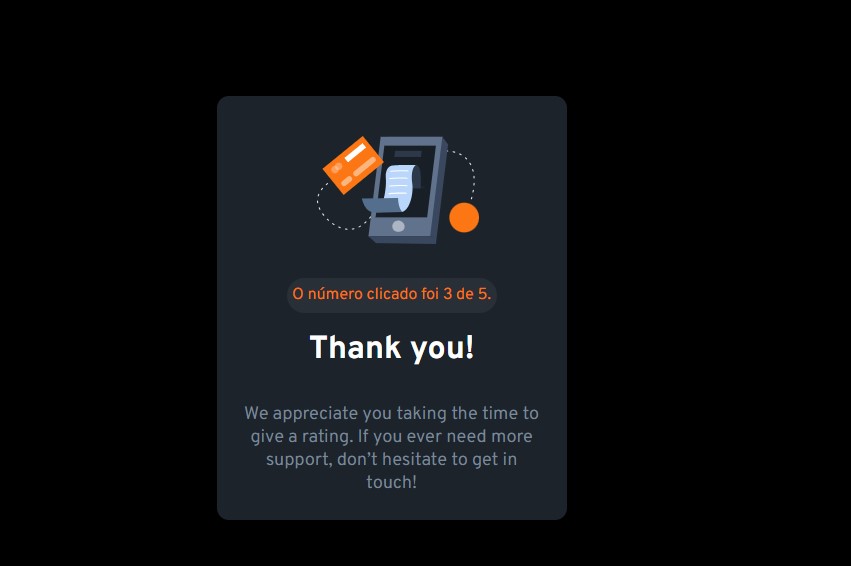 O número clicado foi 3 de 5.
Thank you!
We appreciate you taking the time to
give a rating. If you ever need more
support, don’t hesitate to get in
touch!